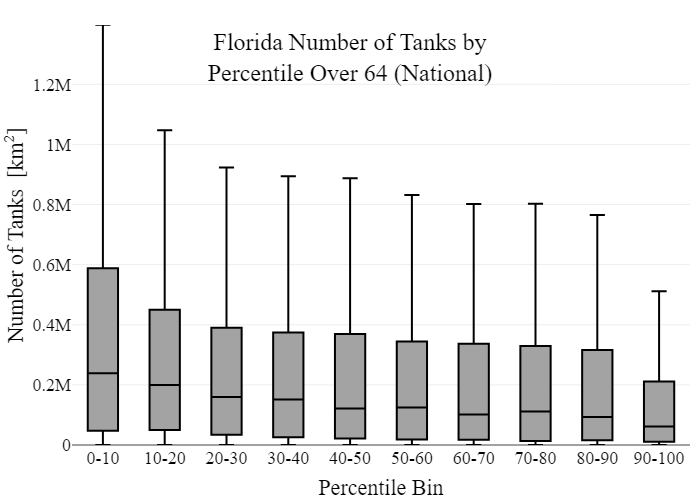 Florida Number of Tanks by
Percentile Over 64 (National)
Number of Tanks [km²]
1.2M
1M
0.8M
0.6M
0.4M
0.2M
0
0-10 10-20 20-30 30-40 40-50 50-60 60-70 70-80 80-90 90-100
Percentile Bin